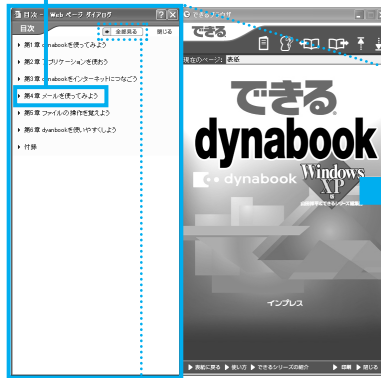 目次 - Web ページ ダイアログ
目次
全部見る
閉じる
第1章 dynabookを使ってみよう
第2章 アプリケーションを使おう
第3章 dynabookをインターネットにつなごう
第4章 メールを使ってみよう
第5章 ファイルの操作を覚えよう
第6章 dyanbookを使いやすくしよう
付録
できるブラウザ
できる
現在のページ: 表紙
できる
dynabook
dynabook
Windows
XP
版
インプレス
表紙に戻る
使い方
できるシリーズの紹介
印刷
閉じる